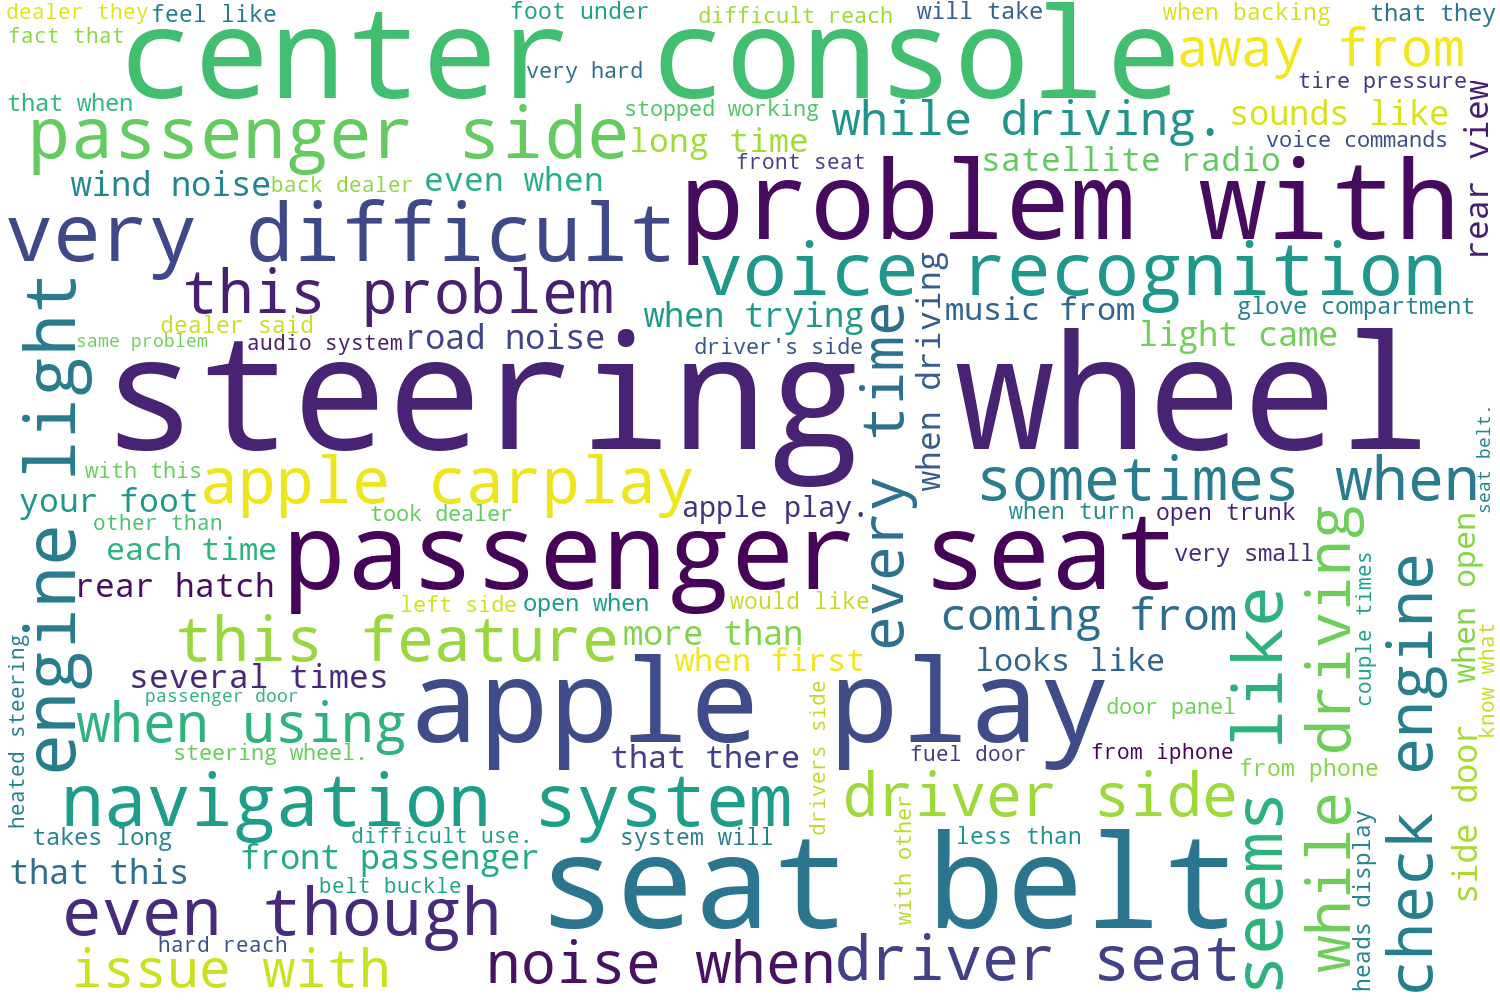 dealer they
feel like
foot under
difficult reach
will take
when backing
that they
fact that
center console
away from
very hard
tire pressure
that when
passenger side
stopped working
long time
while driving.
sounds like
voice commands
rear view
wind noise
back dealer
even when
front seat
satellite radio
very difficult
problem with
voice recognition
this problem
when trying
when driving
music from
glove compartment
dealer said
same problem
audio system
road noise
driver's side
light came
engine light
steering wheel
every time
with this
apple carplay
sometimes when
seat belt.
your foot
other than
took dealer
apple play.
when turn
open trunk
each time
passenger seat
very small
rear hatch
left side
open when
would like
coming from
this feature
more than
when first
looks like
several times
passenger door
when using
apple play
door panel
steering wheel.
that there
drivers side
fuel door
from iphone
from phone
heated steering.
navigation system
driver side
seems like
while driving
couple times
check engine
when open
know what
side door
takes long
difficult use.
system will
less than
with other
heads display
that this
front passenger
belt buckle
seat belt
even though
hard reach
issue with
noise when
driver seat